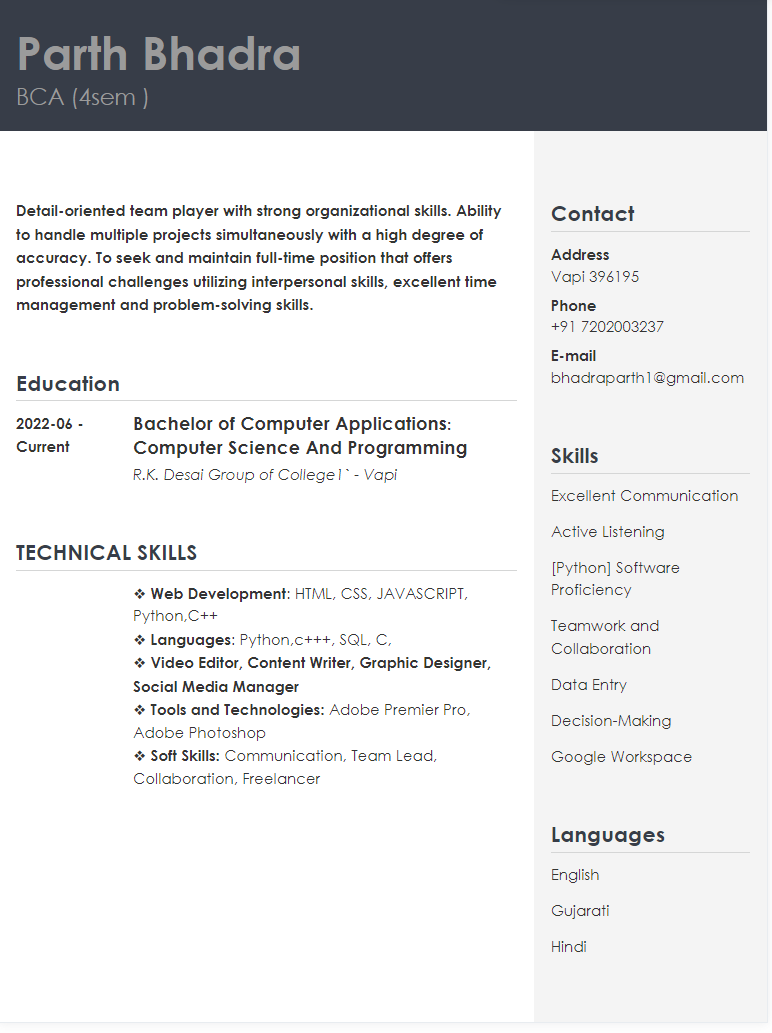 Parth Bhadra
BCA (4sem )
Detail-oriented team player with strong organizational skills. Ability
to handle multiple projects simultaneously with a high degree of
accuracy. To seek and maintain full-time position that offers
professional challenges utilizing interpersonal skills, excellent time
management and problem-solving skills.
Education
2022-06 -
Current
Bachelor of Computer Applications:
Computer Science And Programming
R.K. Desai Group of College1` - Vapi
TECHNICAL SKILLS
❖ Web Development: HTML, CSS, JAVASCRIPT,
Python,C++
❖ Languages: Python,c+++, SQL, C,
❖ Video Editor, Content Writer, Graphic Designer,
Social Media Manager
❖ Tools and Technologies: Adobe Premier Pro,
Adobe Photoshop
❖ Soft Skills: Communication, Team Lead,
Collaboration, Freelancer
Contact
Address
Vapi 396195
Phone
+91 7202003237
E-mail
bhadraparth1@gmail.com
Skills
Excellent Communication
Active Listening
[Python] Software
Proficiency
Teamwork and
Collaboration
Data Entry
Decision-Making
Google Workspace
Languages
English
Gujarati
Hindi